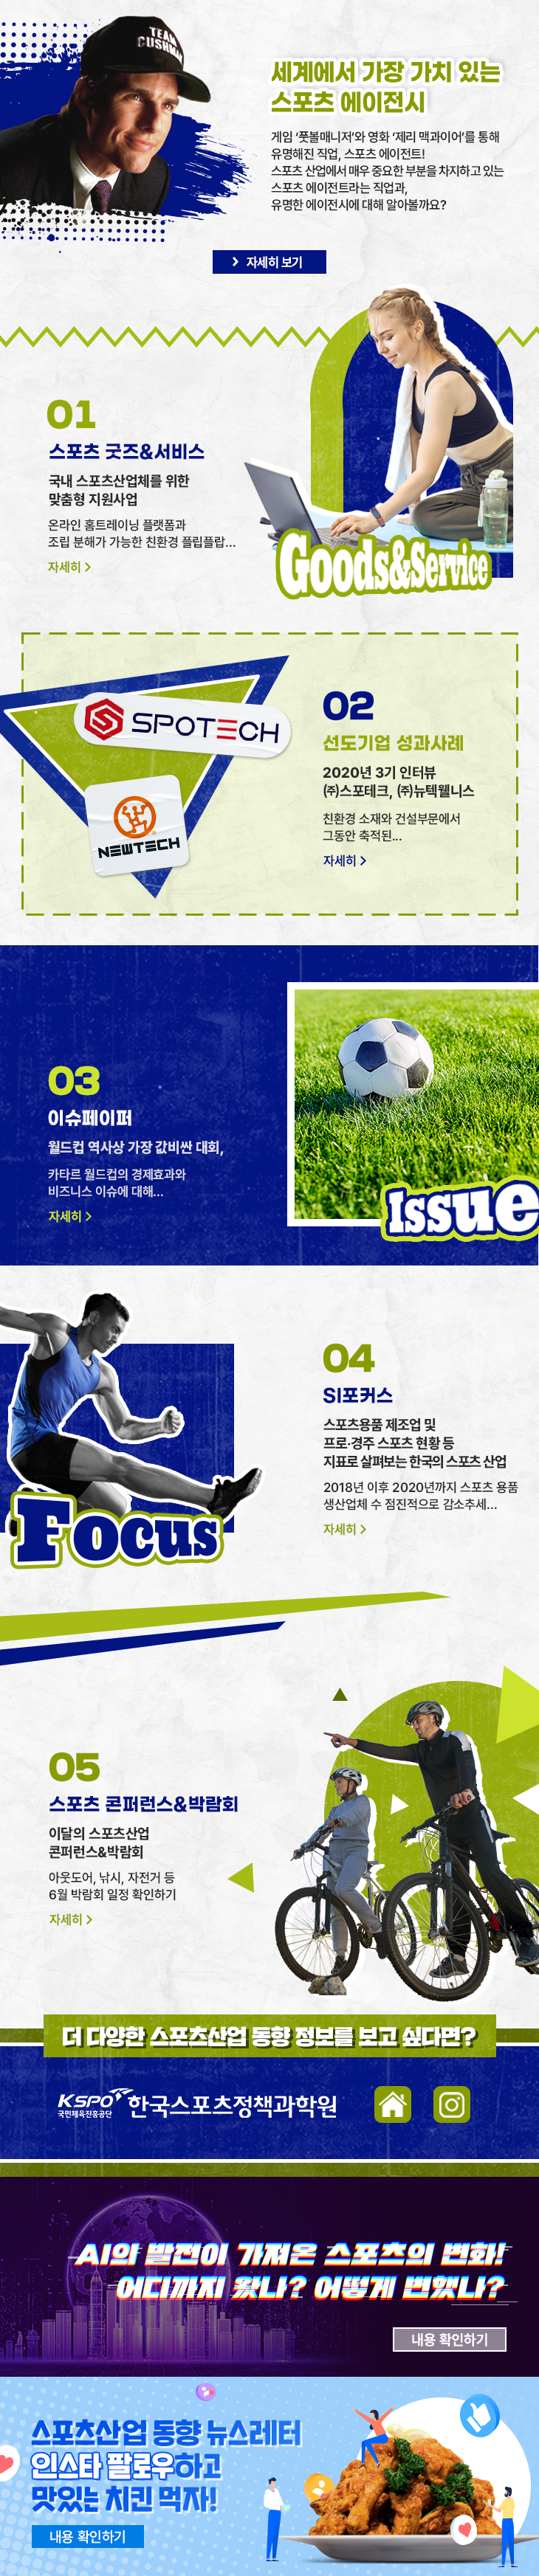 TEAM
CUSHMAN
세계에서 가장 가치 있는
스포츠 에이전시
게임 ‘풋볼매니저’와 영화 ‘제리 맥과이어’를 통해
유명해진 직업, 스포츠 에이전트!
스포츠 산업에서 매우 중요한 부분을 차지하고 있는
스포츠 에이전트라는 직업과,
유명한 에이전시에 대해 알아볼까요?
자세히 보기
01
스포츠 굿즈&서비스
국내 스포츠산업체를 위한
맞춤형 지원사업
온라인 홈트레이닝 플랫폼과
조립 분해가 가능한 친환경 플립플랍...
자세히 >
Goods&Service
SPOTECH
NEWTECH
02
선도기업 성과사례
2020년 3기 인터뷰
㈜스포테크, ㈜뉴텍웰니스
친환경 소재와 건설부문에서
그동안 축적된...
자세히 >
03
이슈페이퍼
월드컵 역사상 가장 값비싼 대회,
카타르 월드컵의 경제효과와
비즈니스 이슈에 대해...
자세히 >
Issue
04
SI포커스
스포츠용품 제조업 및
프로·경주 스포츠 현황 등
지표로 살펴보는 한국의 스포츠 산업
2018년 이후 2020년까지 스포츠 용품
생산업체 수 점진적으로 감소추세...
자세히 >
Focus
05
스포츠 콘퍼런스&박람회
이달의 스포츠산업
콘퍼런스&박람회
아웃도어, 낚시, 자전거 등
6월 박람회 일정 확인하기
자세히 >
더 다양한 스포츠산업 동향 정보를 보고 싶다면?
KSPO
국민체육진흥공단
한국스포츠정책과학원
AI의 발전이 가져온 스포츠의 변화!
어디까지 왔나? 어떻게 변했나?
내용 확인하기
스포츠산업 동향 뉴스레터
인스타 팔로우하고
맛있는 치킨 먹자!
내용 확인하기